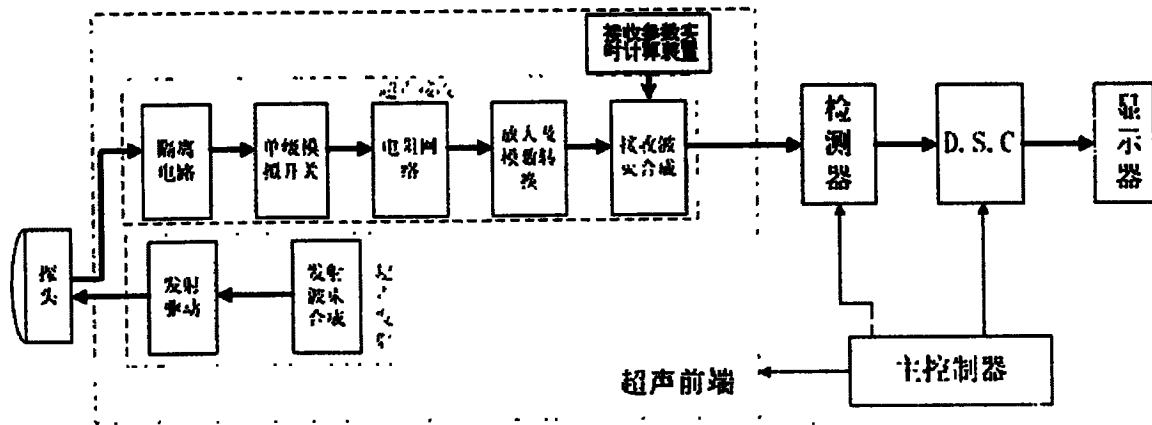 接收参数实
时计算装置
隔离
电路
单级模
拟开关
电阻网
络
放大及
模数转
换
接收波
束合成
检
测
器
D.S.C
显
示
器
探
头
发射
驱动
发射
波束
合成
超声前端
主控制器